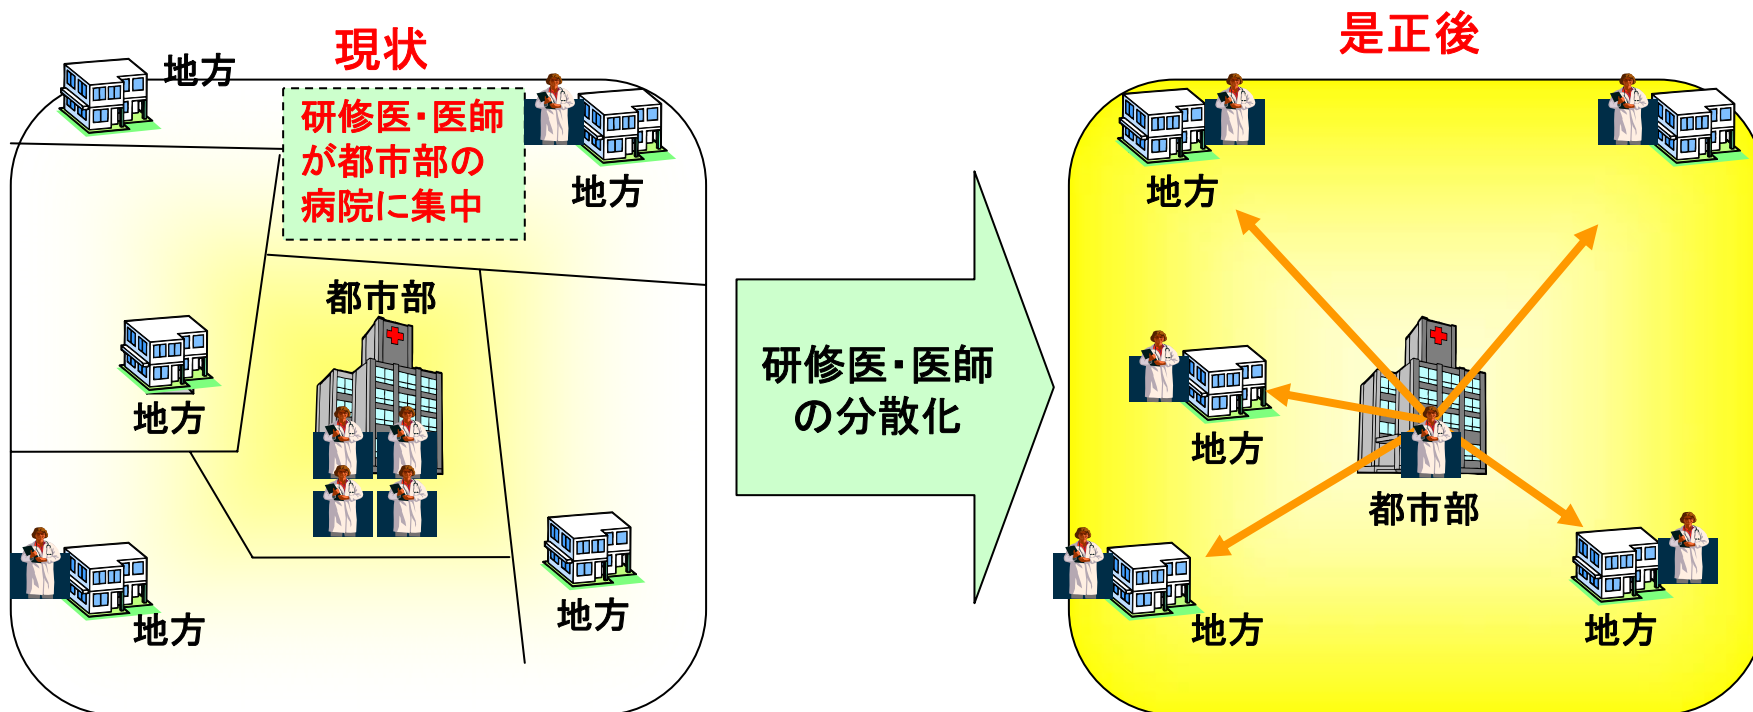 現状
地方
研修医・医師
が都市部の
病院に集中
地方
都市部
地方
地方
地方
研修医・医師
の分散化
是正後
地方
地方
都市部
地方
地方